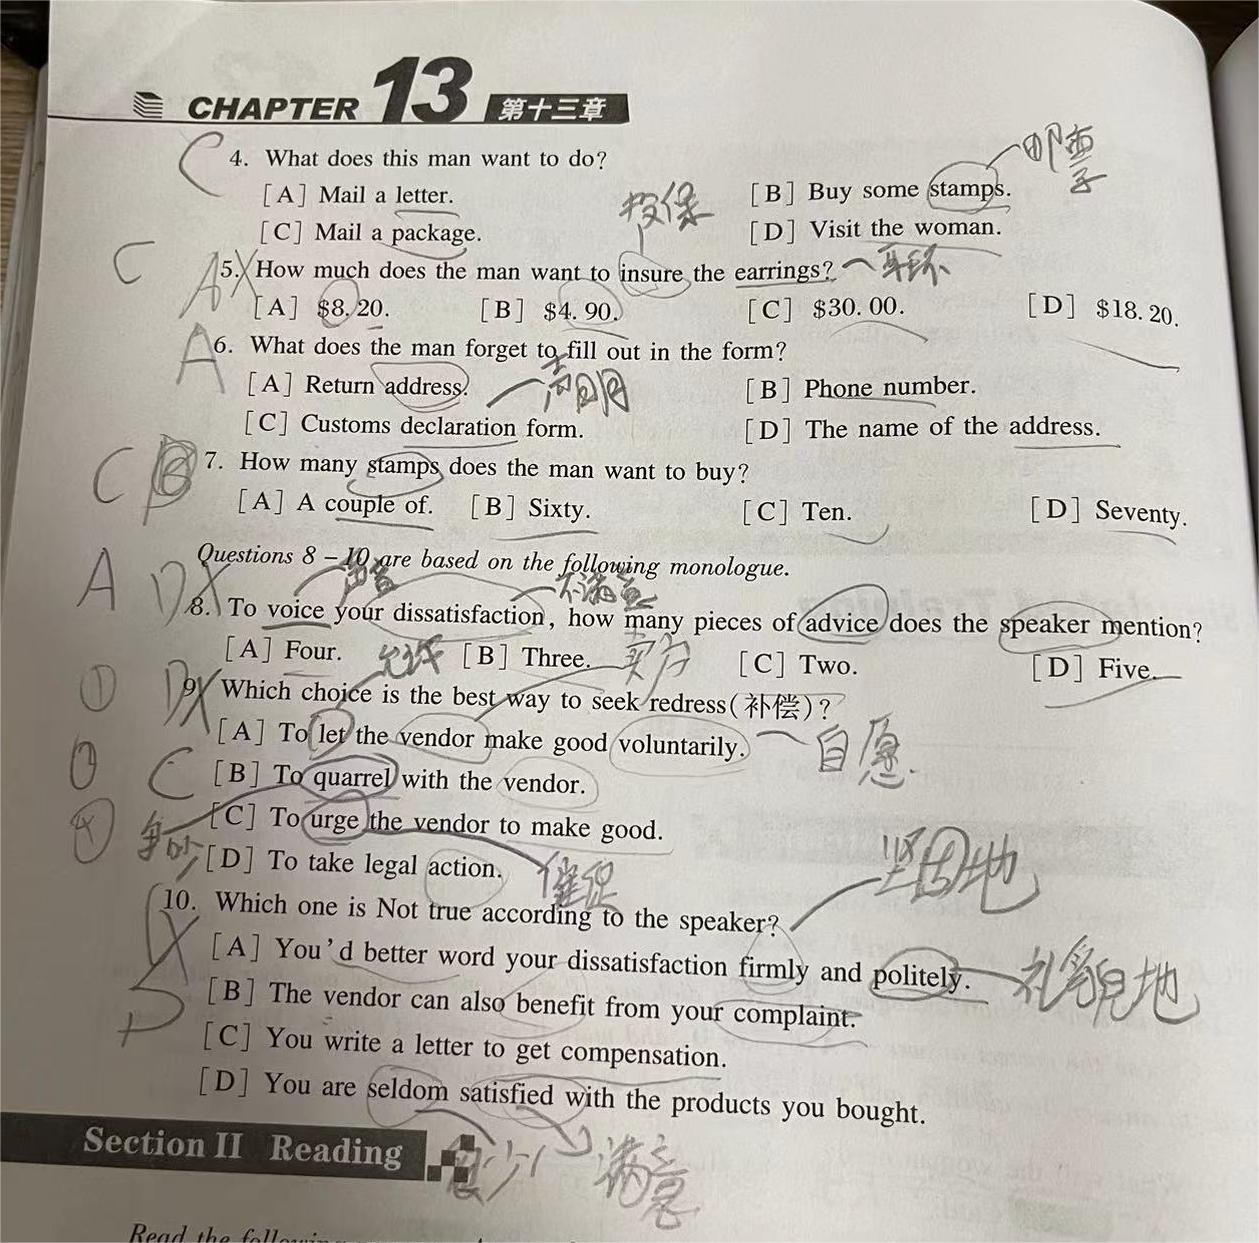 CHAPTER 13 第十三章
C 4. What does this man want to do? 邮票子
[A] Mail a letter. 投保 [B] Buy some stamps.
[C] Mail a package. [D] Visit the woman.
C A X 5. How much does the man want to insure the earrings? 耳环
[A] $8.20. [B] $4.90. [C] $30.00. [D] $18.20.
A 6. What does the man forget to fill out in the form?
[A] Return address. 声明 [B] Phone number.
[C] Customs declaration form. [D] The name of the address.
C B 7. How many stamps does the man want to buy?
[A] A couple of. [B] Sixty. [C] Ten. [D] Seventy.
Questions 8-10 are based on the following monologue.
声音 不满意
A D X 8. To voice your dissatisfaction, how many pieces of advice does the speaker mention?
[A] Four. 允许 [B] Three. 卖方 [C] Two. [D] Five.
① D X 9. Which choice is the best way to seek redress(补偿)?
[A] To let the vendor make good voluntarily. 自愿
C [B] To quarrel with the vendor.
争吵 [C] To urge the vendor to make good.
[D] To take legal action. 催促 坚固地
10. Which one is Not true according to the speaker?
[A] You'd better word your dissatisfaction firmly and politely. 礼貌地
[B] The vendor can also benefit from your complaint.
[C] You write a letter to get compensation.
[D] You are seldom satisfied with the products you bought.
Section II Reading 很少 满意
Read the following